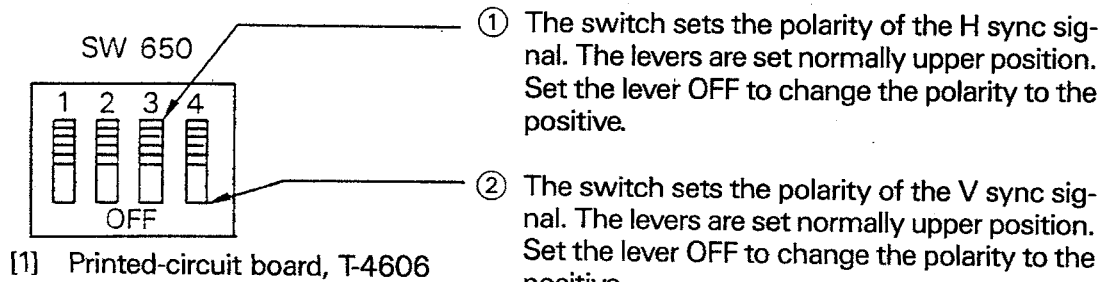 SW 650
1 2 3 4
OFF
[1] Printed-circuit board, T-4606
① The switch sets the polarity of the H sync sig-
nal. The levers are set normally upper position.
Set the lever OFF to change the polarity to the
positive.
② The switch sets the polarity of the V sync sig-
nal. The levers are set normally upper position.
Set the lever OFF to change the polarity to the